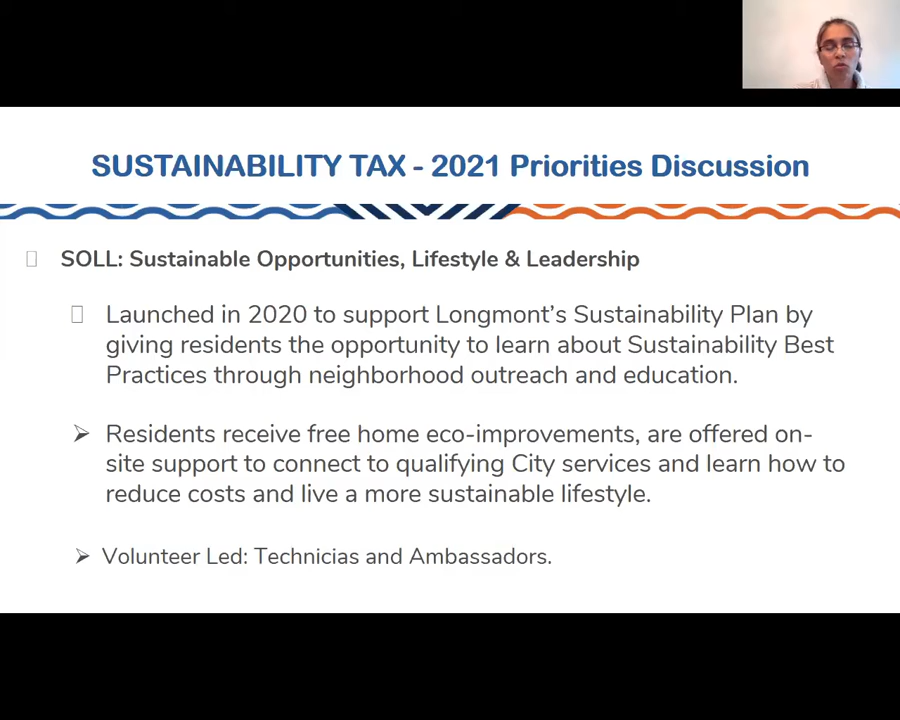 SUSTAINABILITY TAX - 2021 Priorities Discussion
SOLL: Sustainable Opportunities, Lifestyle & Leadership
Launched in 2020 to support Longmont’s Sustainability Plan by
giving residents the opportunity to learn about Sustainability Best
Practices through neighborhood outreach and education.
Residents receive free home eco-improvements, are offered on-
site support to connect to qualifying City services and learn how to
reduce costs and live a more sustainable lifestyle.
Volunteer Led: Technicias and Ambassadors.